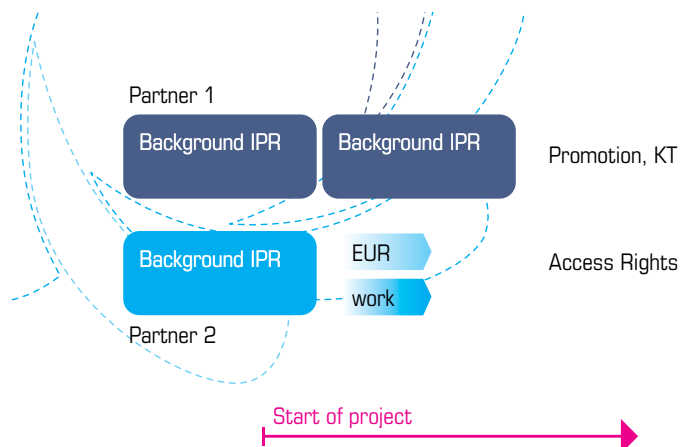 Partner 1
Background IPR
Background IPR
Promotion, KT
Background IPR
EUR
Access Rights
work
Partner 2
Start of project